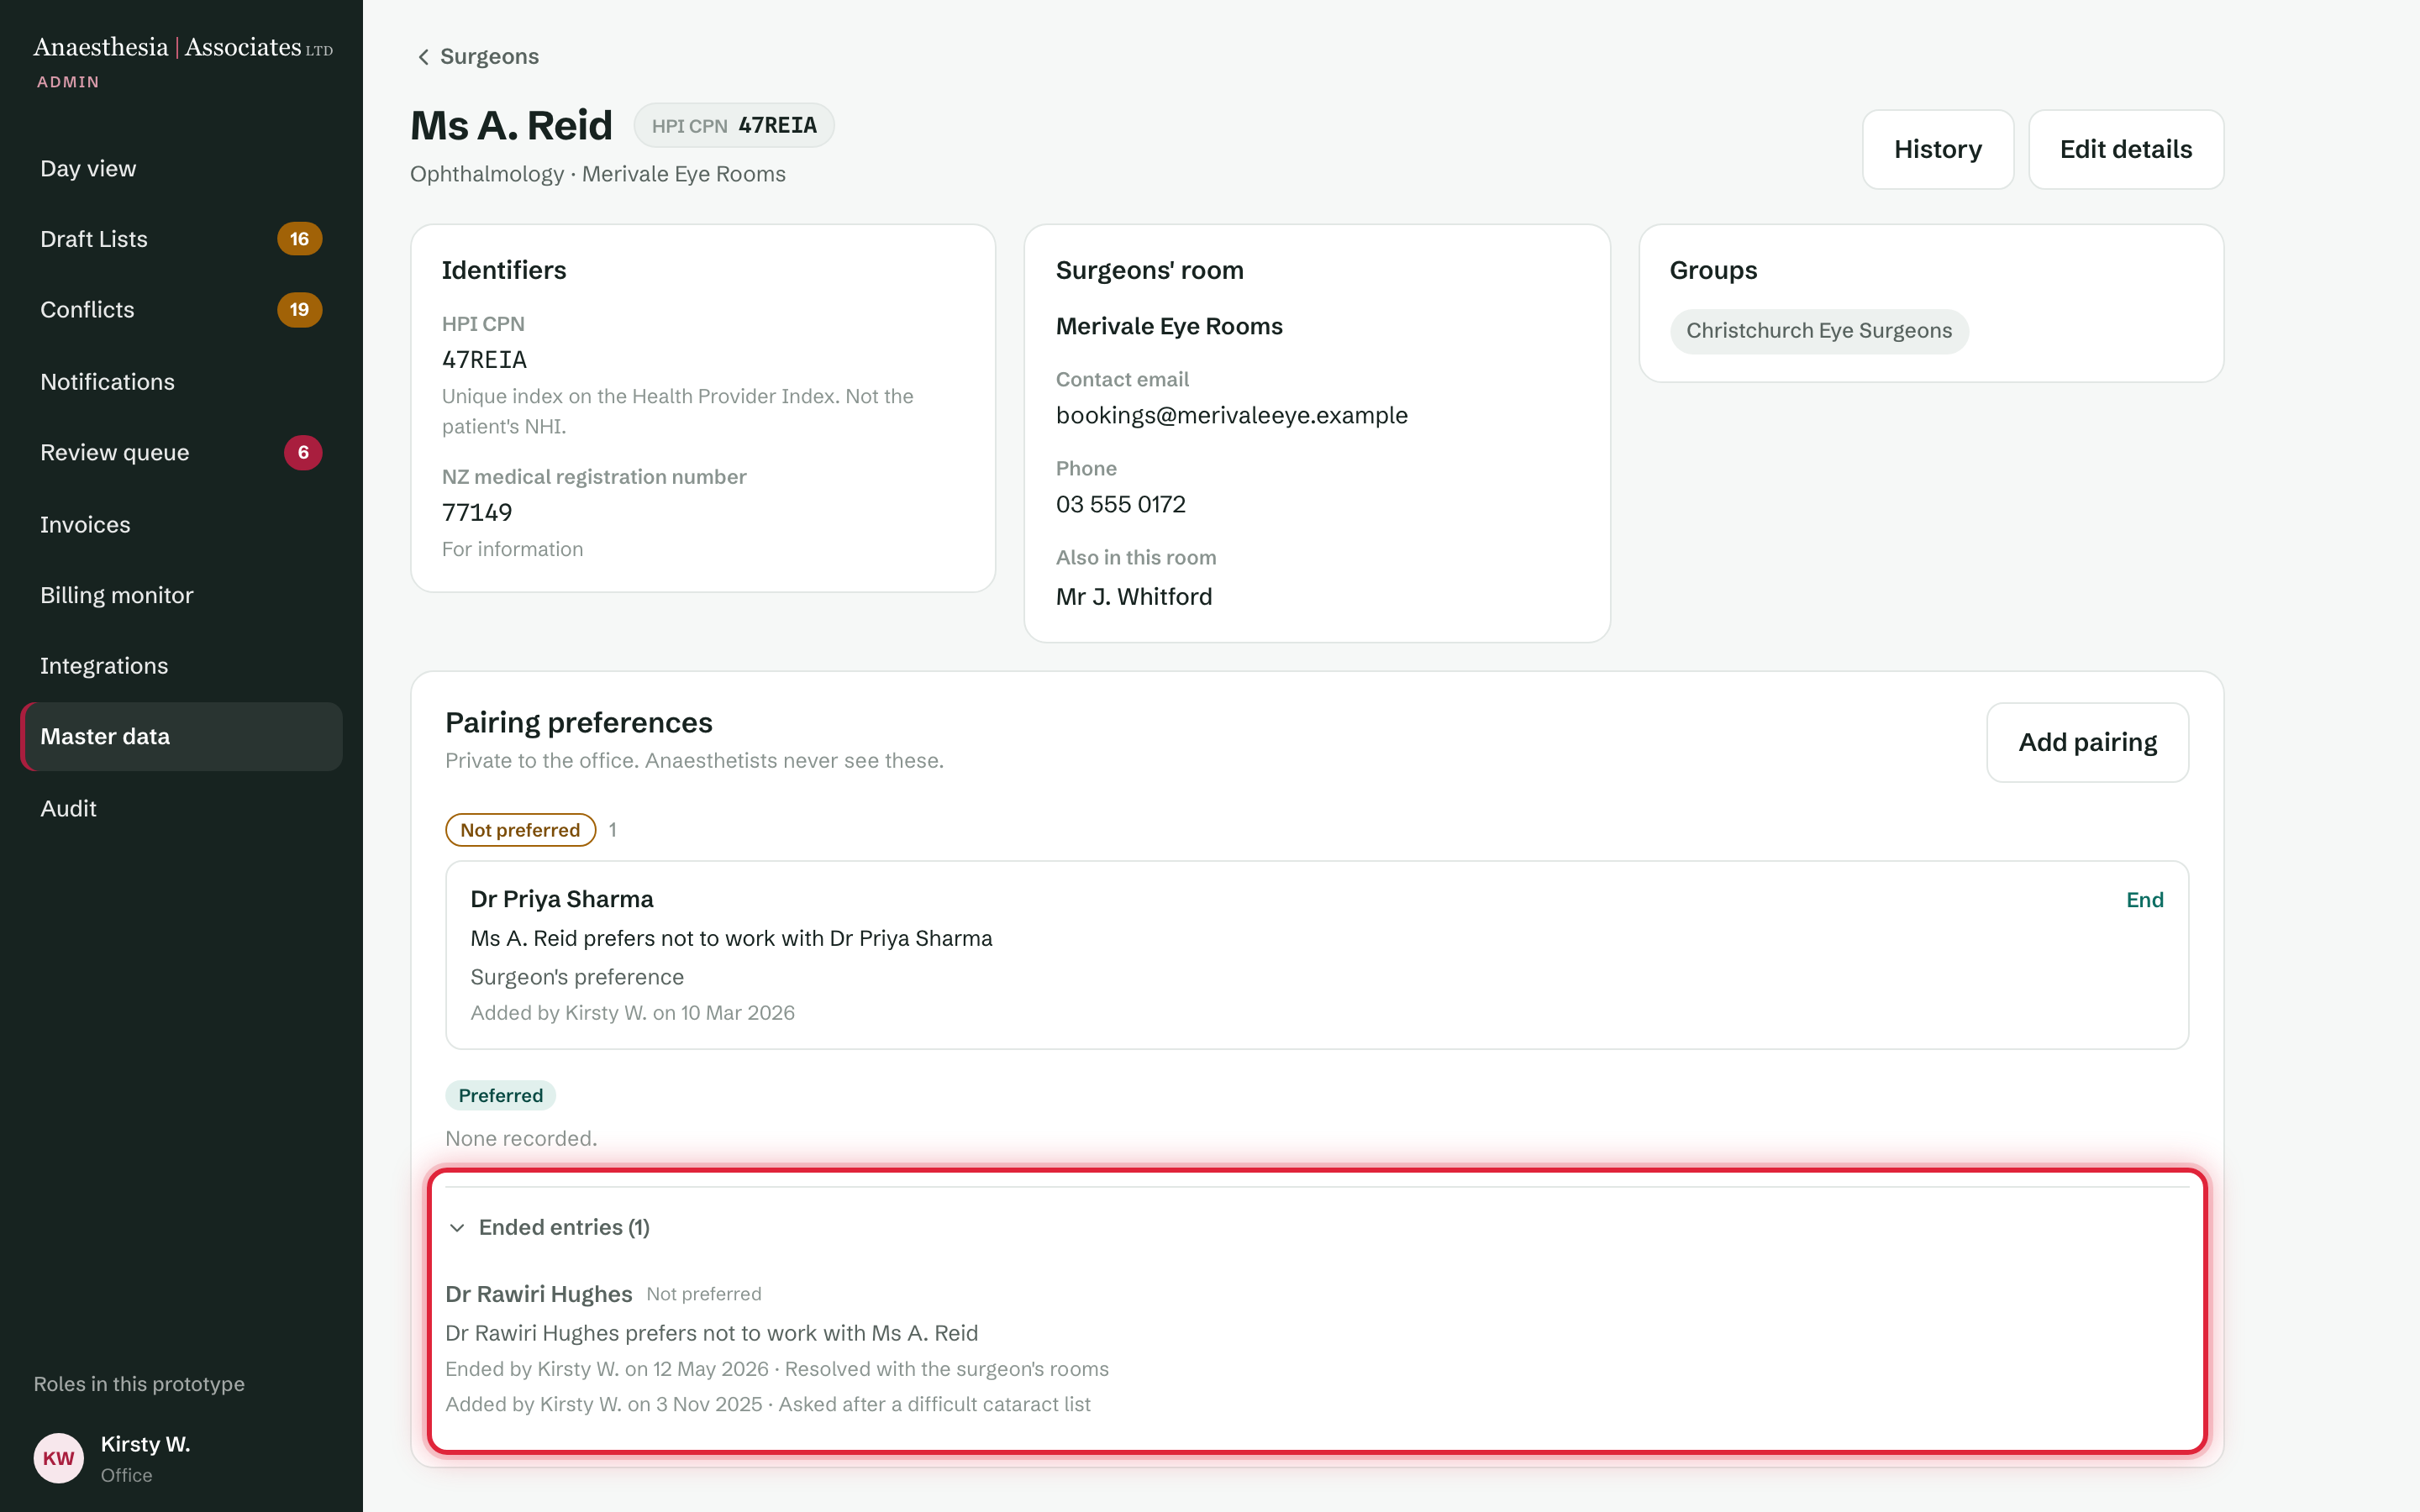 Anaesthesia | Associates LTD
ADMIN
Day view
Draft Lists 16
Conflicts 19
Notifications
Review queue 6
Invoices
Billing monitor
Integrations
Master data
Audit
Roles in this prototype
KW
Kirsty W.
Office
Surgeons
Ms A. Reid HPI CPN 47REIA
Ophthalmology · Merivale Eye Rooms
History
Edit details
Identifiers
HPI CPN
47REIA
Unique index on the Health Provider Index. Not the
patient's NHI.
NZ medical registration number
77149
For information
Surgeons' room
Merivale Eye Rooms
Contact email
bookings@merivaleeye.example
Phone
03 555 0172
Also in this room
Mr J. Whitford
Groups
Christchurch Eye Surgeons
Pairing preferences
Private to the office. Anaesthetists never see these.
Add pairing
Not preferred 1
Dr Priya Sharma
End
Ms A. Reid prefers not to work with Dr Priya Sharma
Surgeon's preference
Added by Kirsty W. on 10 Mar 2026
Preferred
None recorded.
Ended entries (1)
Dr Rawiri Hughes Not preferred
Dr Rawiri Hughes prefers not to work with Ms A. Reid
Ended by Kirsty W. on 12 May 2026 · Resolved with the surgeon's rooms
Added by Kirsty W. on 3 Nov 2025 · Asked after a difficult cataract list